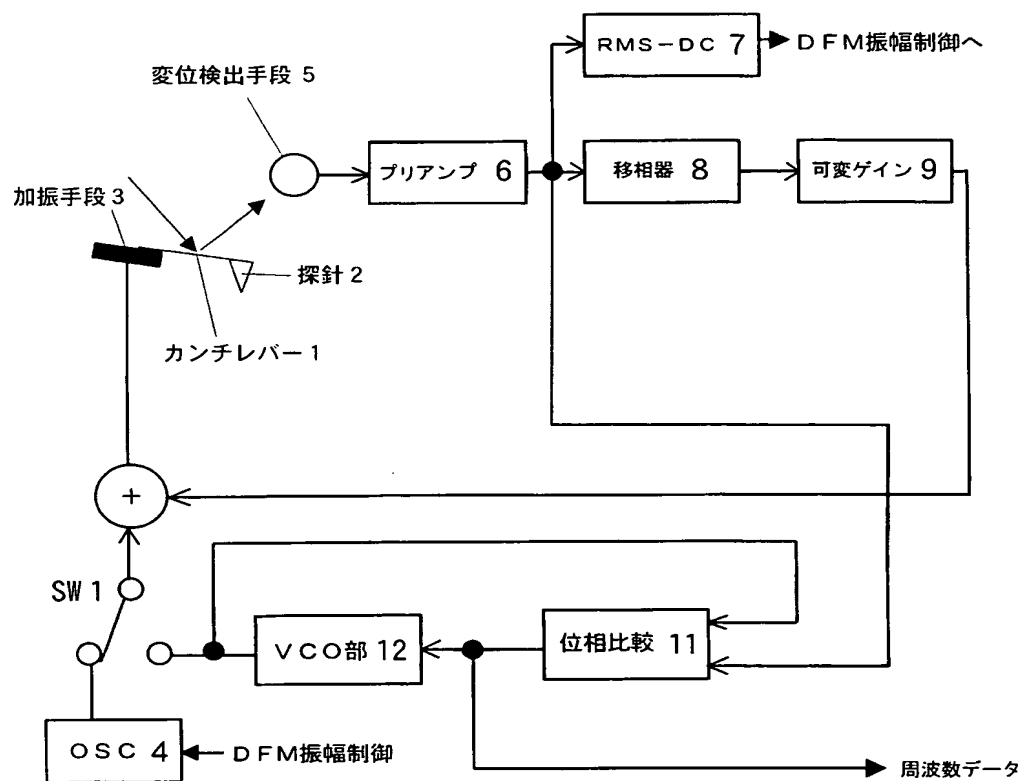 RMS-DC 7
DFM振幅制御へ
変位検出手段 5
プリアンプ 6
移相器 8
可変ゲイン 9
加振手段 3
探針 2
カンチレバー 1
+
SW 1
VCO部 12
位相比較 11
OSC 4
DFM振幅制御
周波数データ